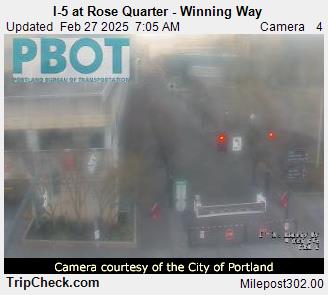 I-5 at Rose Quarter - Winning Way
Updated Feb 27 2025 7:05 AM Camera 4
PBOT
PORTLAND BUREAU OF TRANSPORTATION
Camera courtesy of the City of Portland
TripCheck.com Milepost302.00